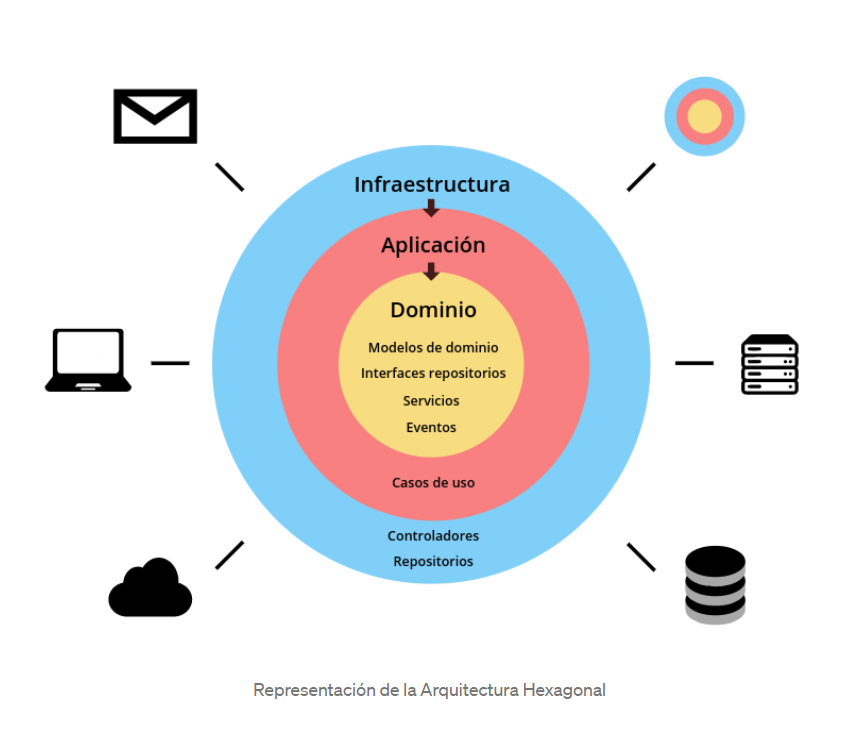 Infraestructura
Aplicación
Dominio
Modelos de dominio
Interfaces repositorios
Servicios
Eventos
Casos de uso
Controladores
Repositorios
Representación de la Arquitectura Hexagonal